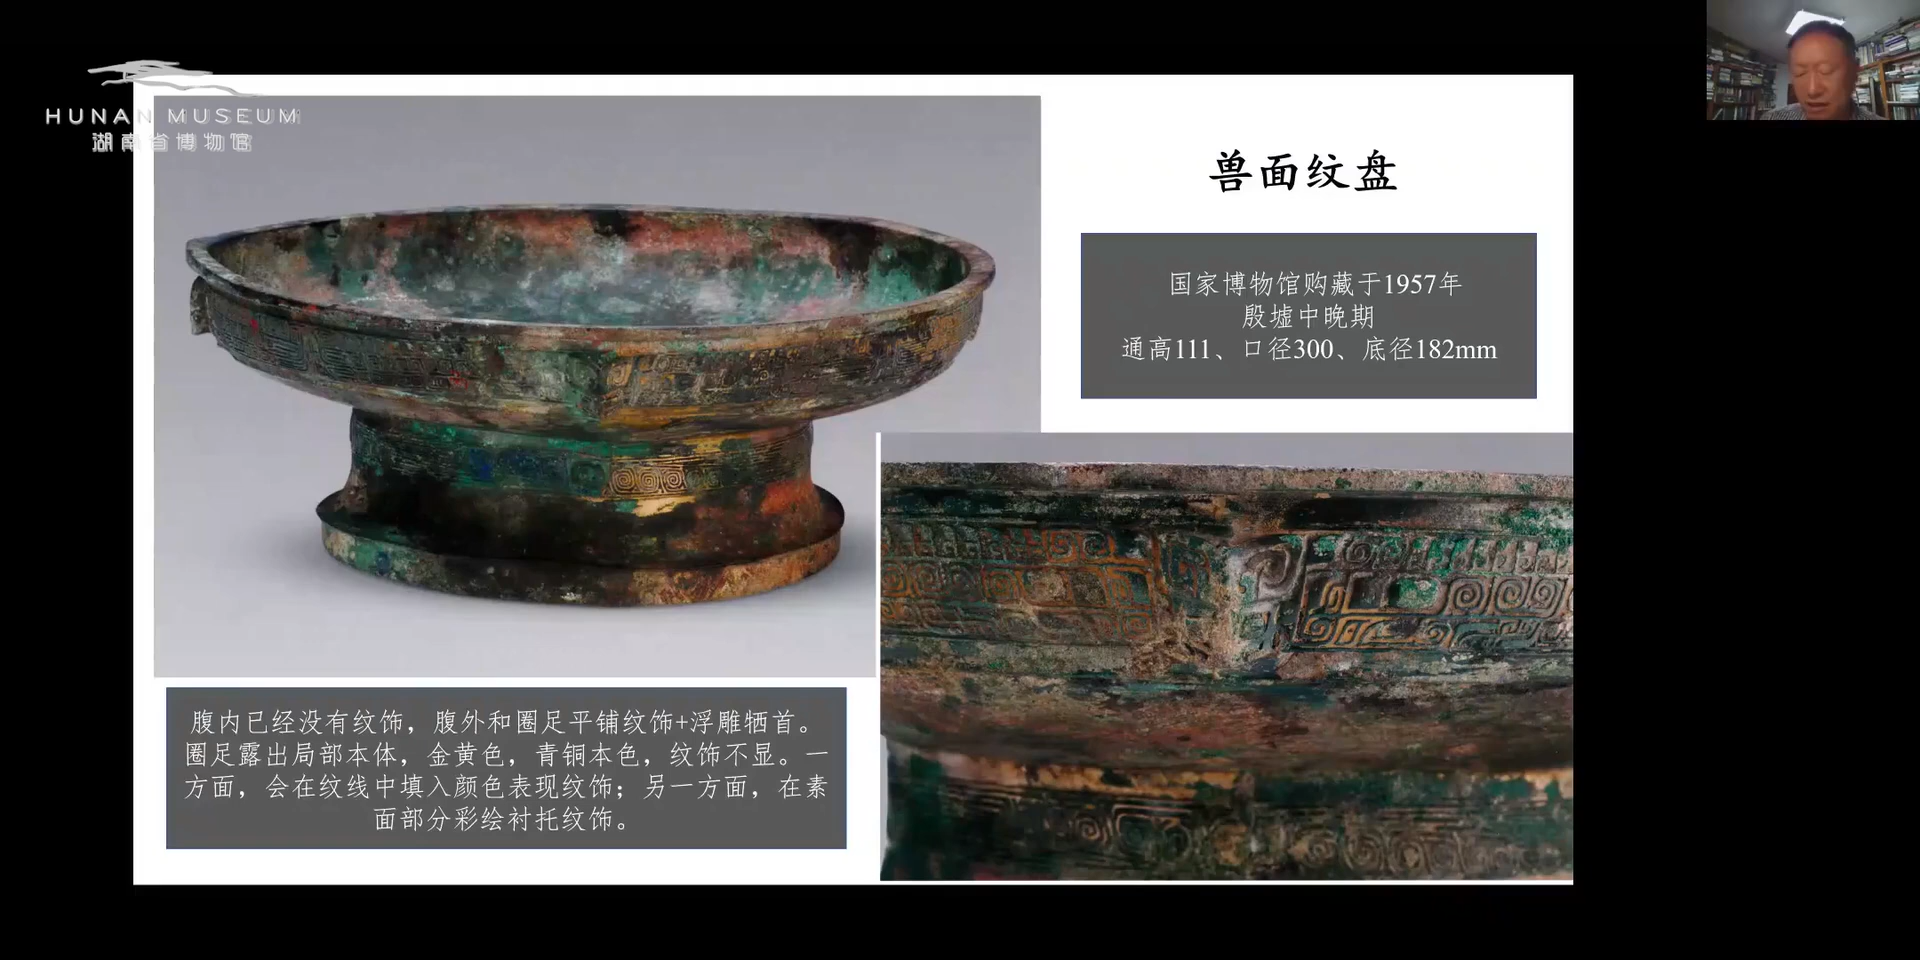 HUNAN MUSEUM
湖南省博物馆
兽面纹盘
国家博物馆购藏于1957年
殷墟中晚期
通高111、口径300、底径182mm
腹内已经没有纹饰，腹外和圈足平铺纹饰+浮雕牺首。
圈足露出局部本体，金黄色，青铜本色，纹饰不显。一
方面，会在纹线中填入颜色表现纹饰；另一方面，在素
面部分彩绘衬托纹饰。